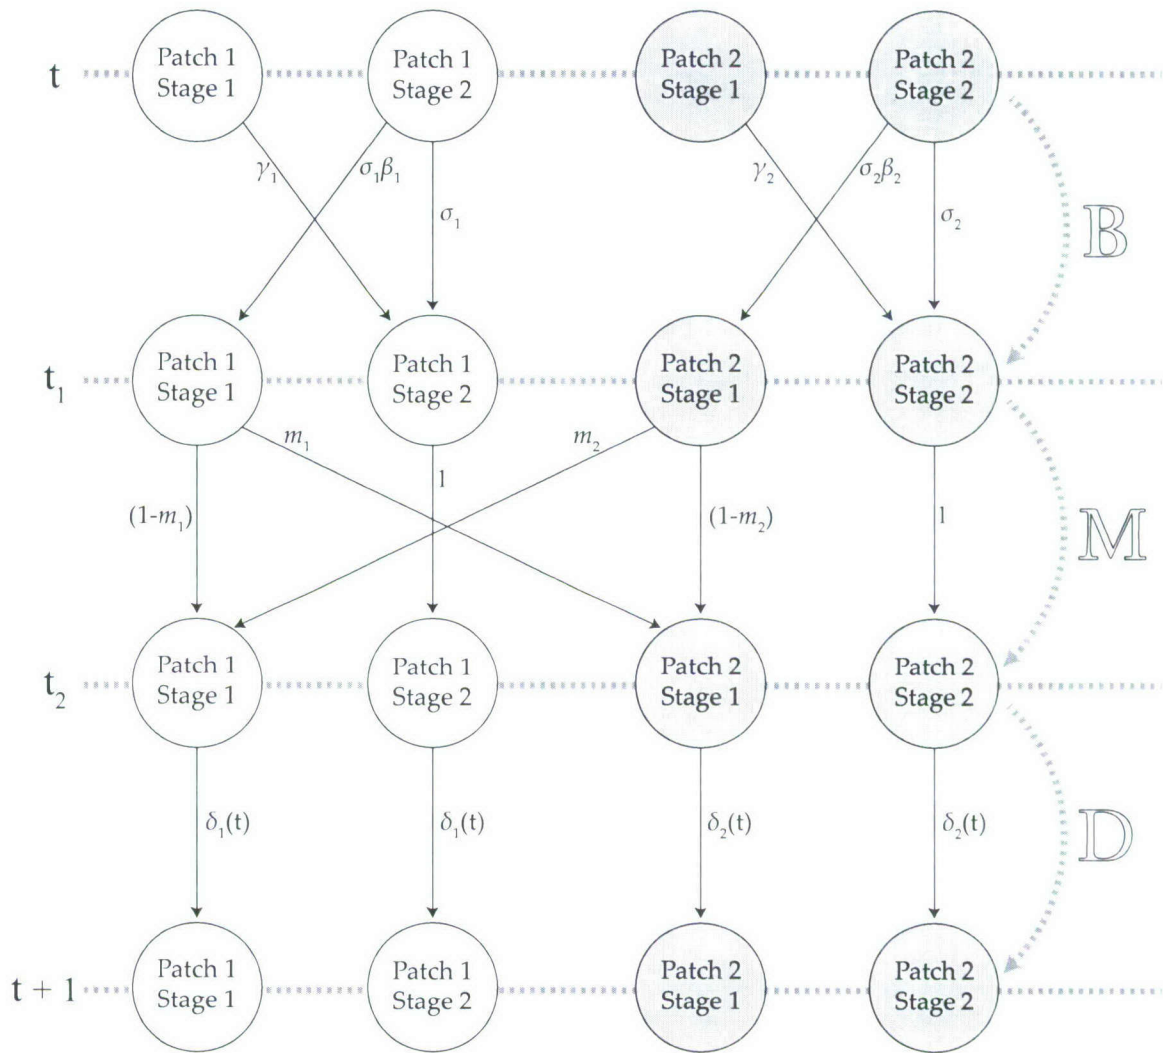 t
Patch 1
Stage 1
Patch 1
Stage 2
Patch 2
Stage 1
Patch 2
Stage 2
γ₁
σ₁β₁
σ₁
γ₂
σ₂β₂
σ₂
B
t₁
Patch 1
Stage 1
Patch 1
Stage 2
Patch 2
Stage 1
Patch 2
Stage 2
(1-m₁)
m₁
1
m₂
(1-m₂)
1
M
t₂
Patch 1
Stage 1
Patch 1
Stage 2
Patch 2
Stage 1
Patch 2
Stage 2
δ₁(t)
δ₁(t)
δ₂(t)
δ₂(t)
D
t + 1
Patch 1
Stage 1
Patch 1
Stage 2
Patch 2
Stage 1
Patch 2
Stage 2